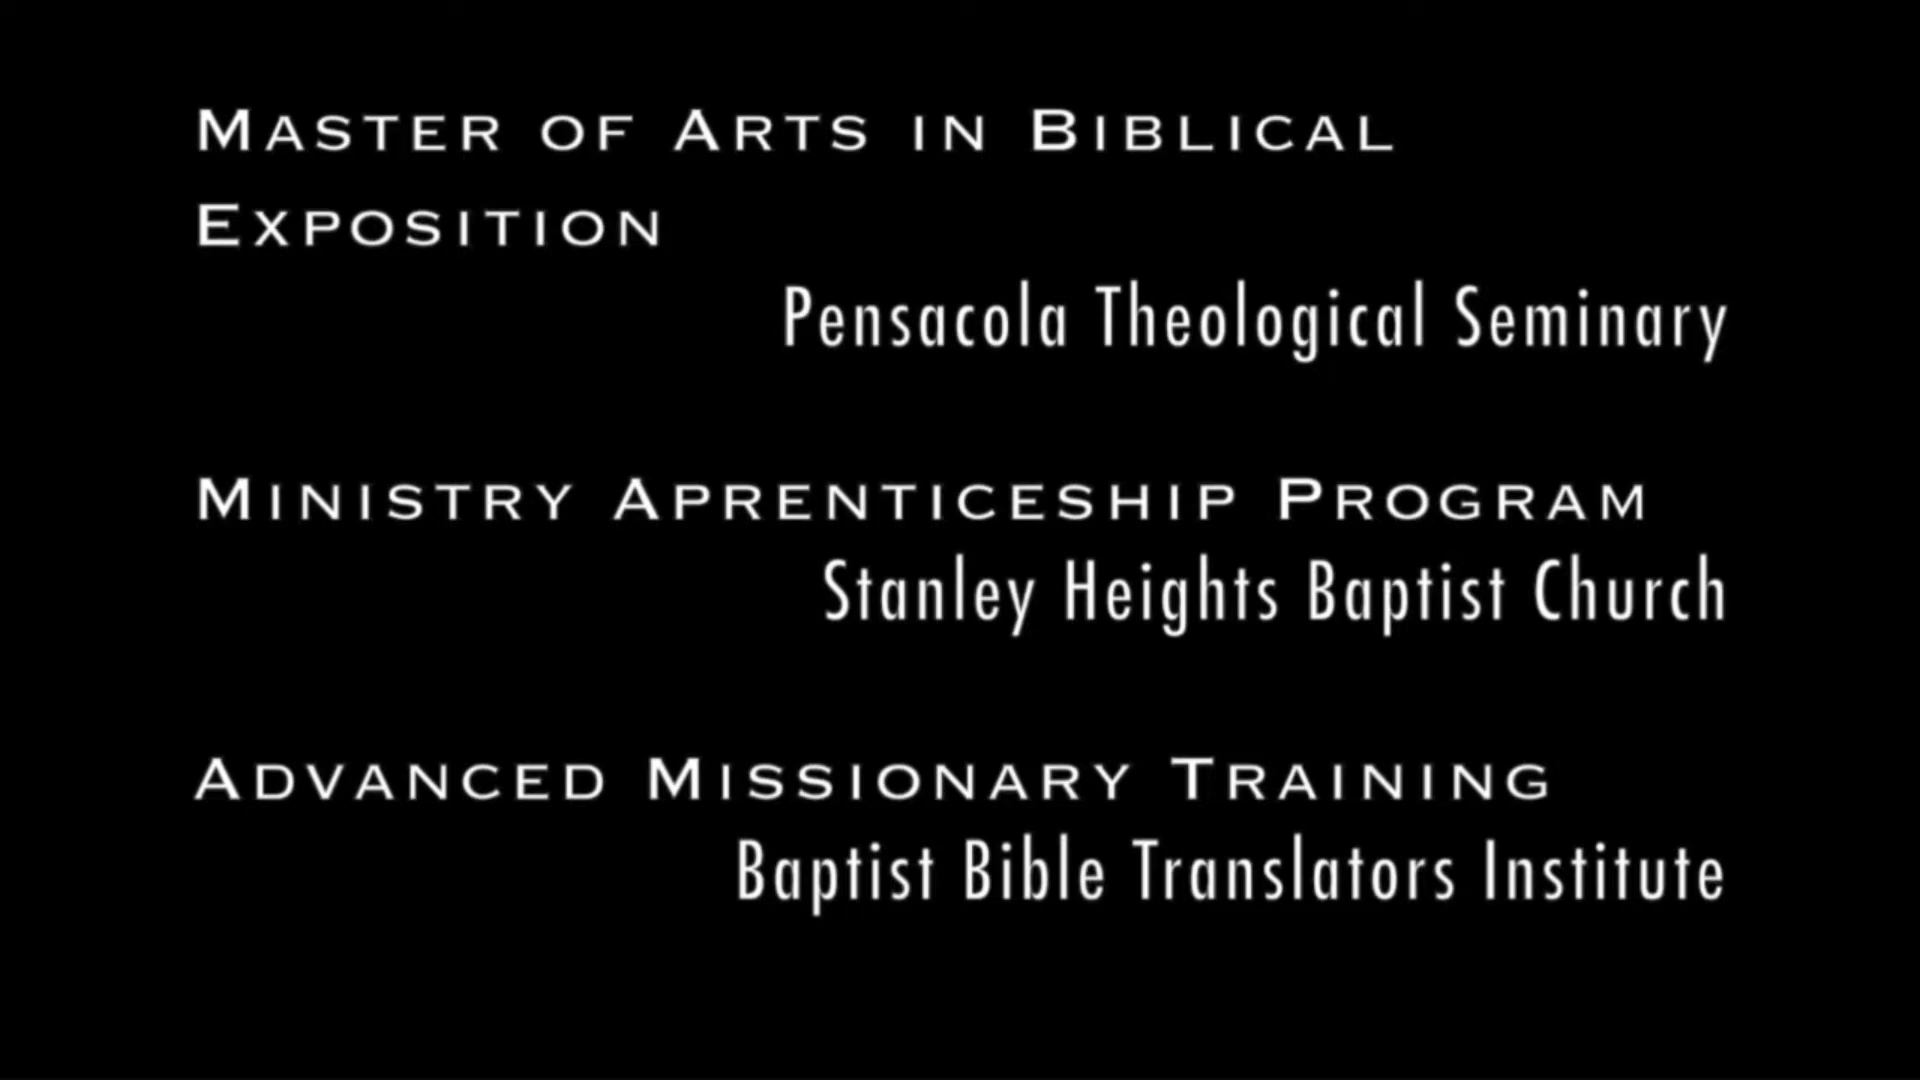 Master of Arts in Biblical
Exposition
Pensacola Theological Seminary
Ministry Aprenticeship Program
Stanley Heights Baptist Church
Advanced Missionary Training
Baptist Bible Translators Institute